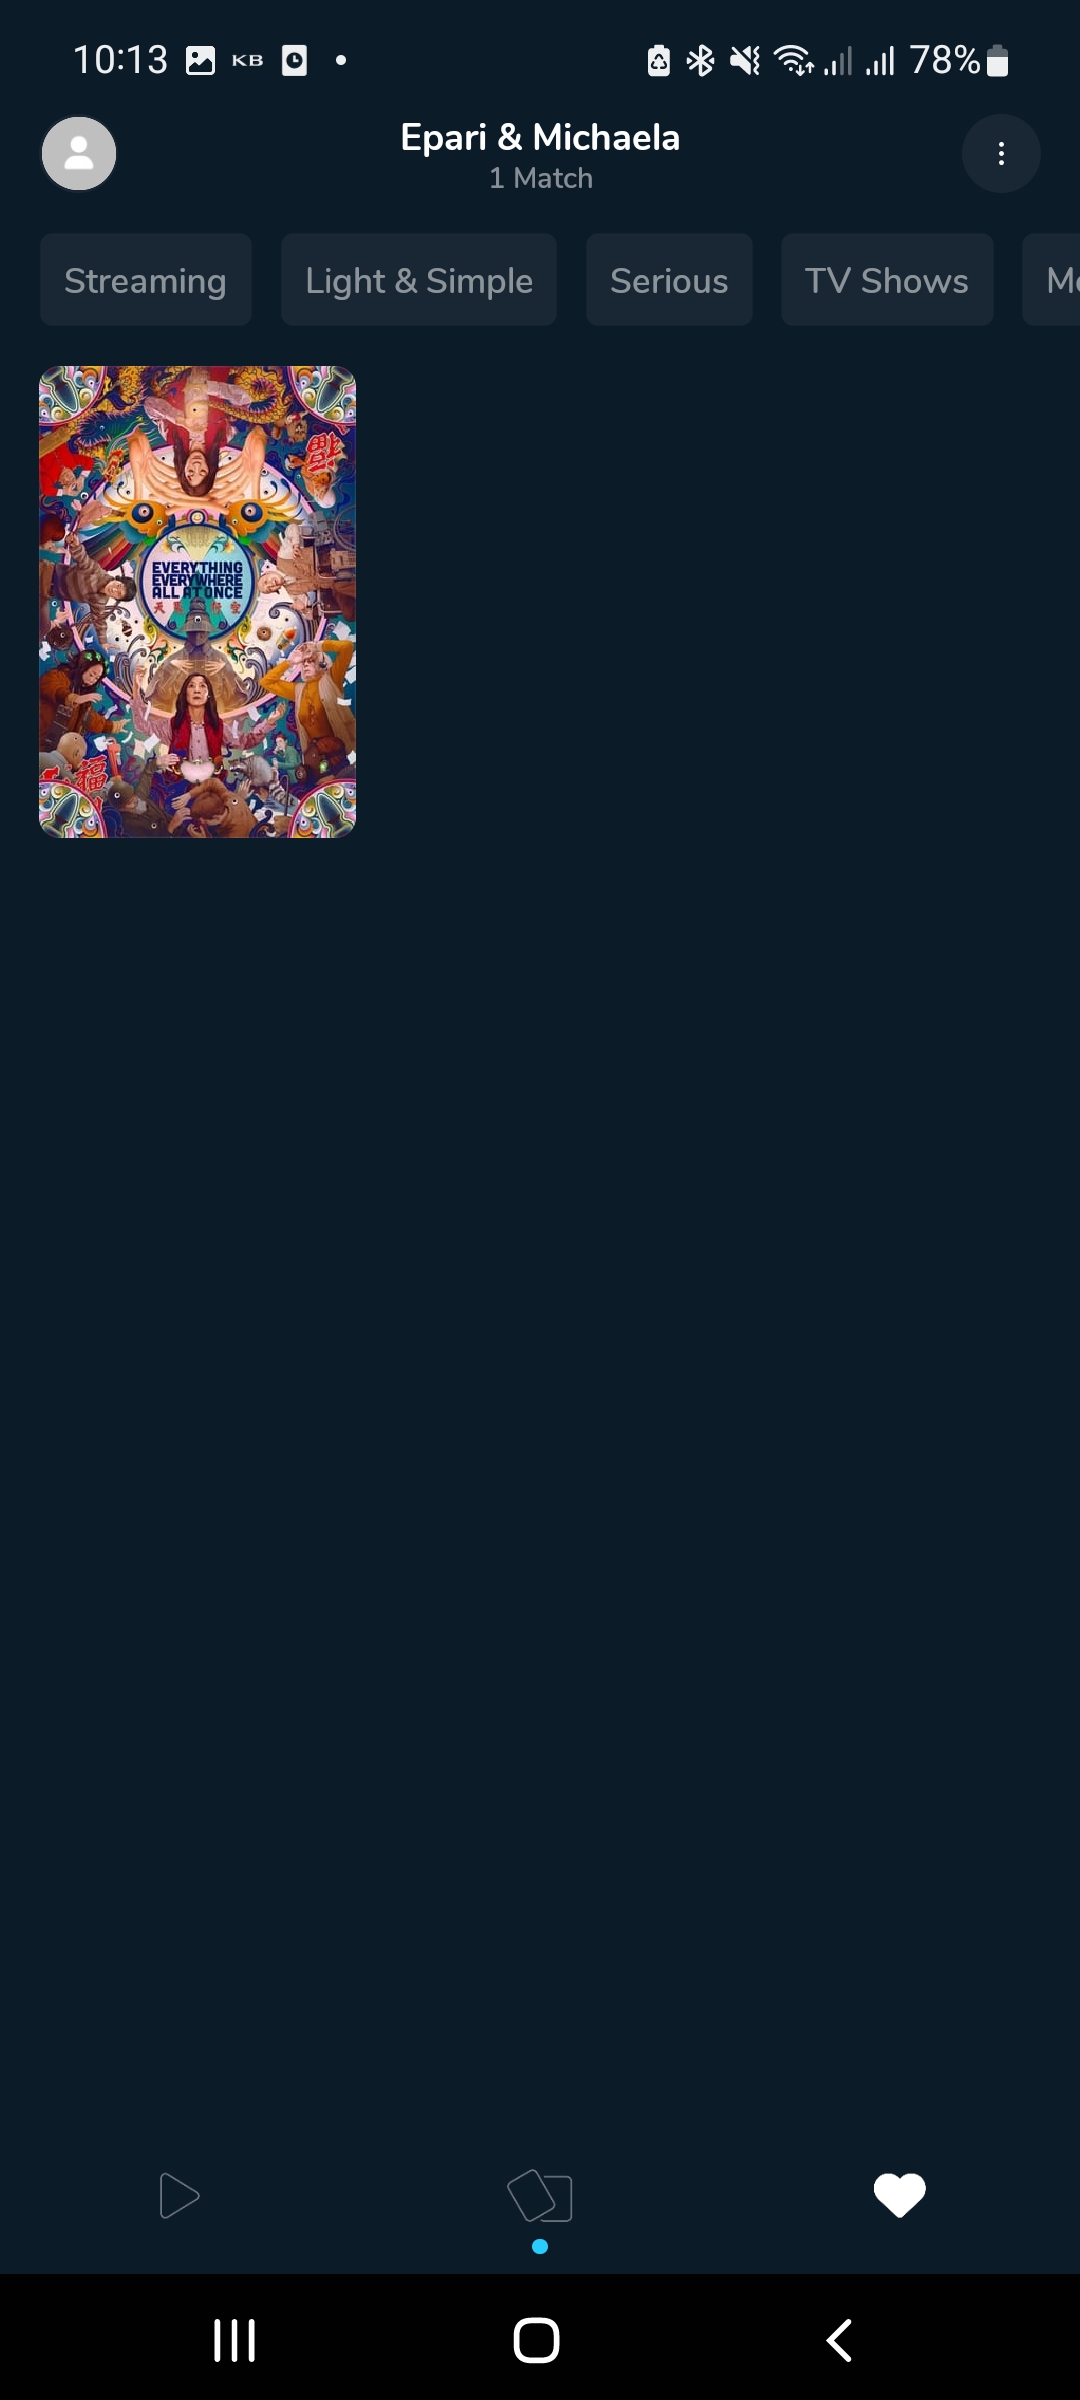 10:13 KB 78%
Epari & Michaela
1 Match
Streaming Light & Simple Serious TV Shows
EVERYTHING
EVERYWHERE
ALL AT ONCE
福